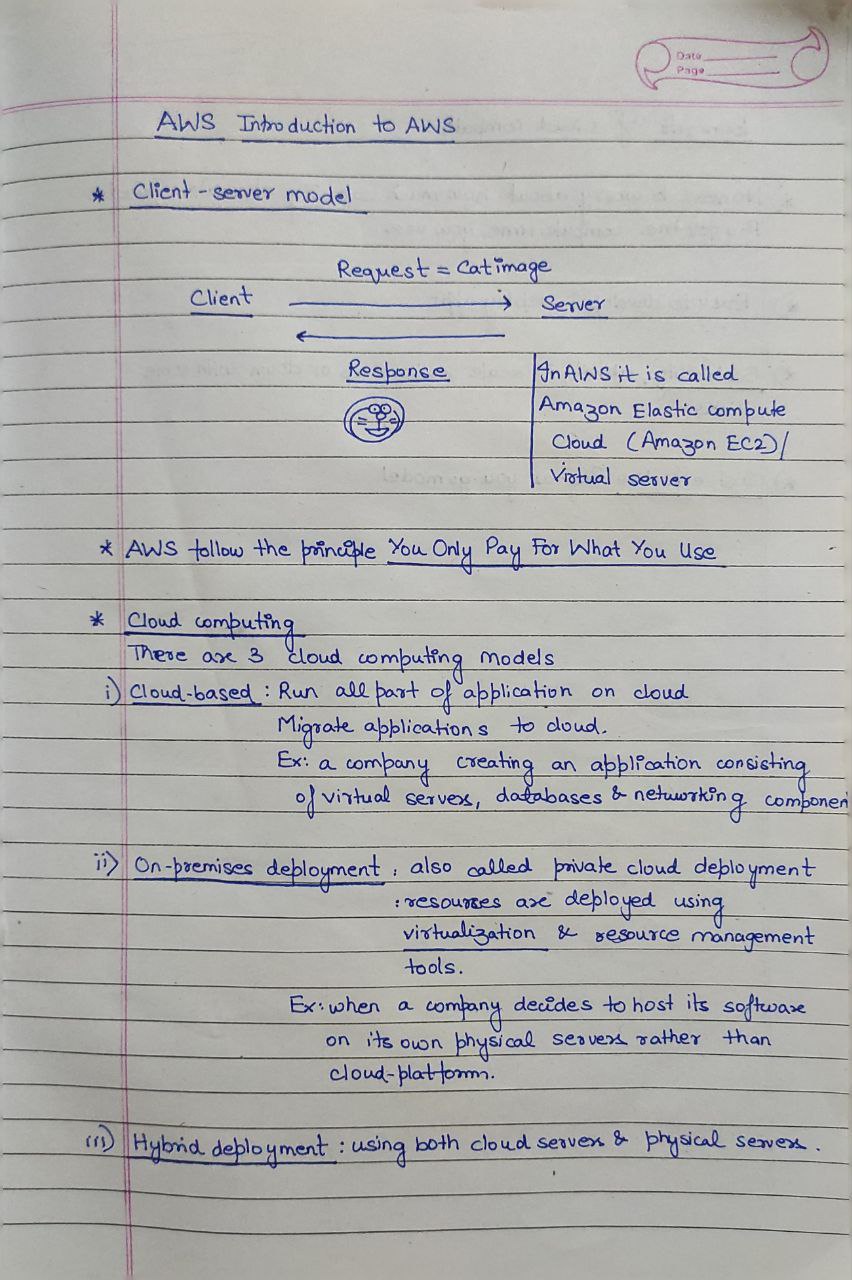 Date
Page
AWS Introduction to AWS
* Client-server model
Request = Cat image
Client
Server
Response
In AWS it is called
Amazon Elastic compute
Cloud (Amazon EC2)/
Virtual server
* AWS follow the principle You Only Pay For What You Use
* Cloud computing
There are 3 cloud computing models
i) Cloud-based : Run all part of application on cloud
Migrate applications to cloud.
Ex: a company creating an application consisting
of virtual servers, databases & networking componen
ii) On-premises deployment : also called private cloud deployment
: resources are deployed using
virtualization & resource management
tools.
Ex: when a company decides to host its software
on its own physical servers rather than
cloud-platform.
iii) Hybrid deployment : using both cloud servers & physical servers.